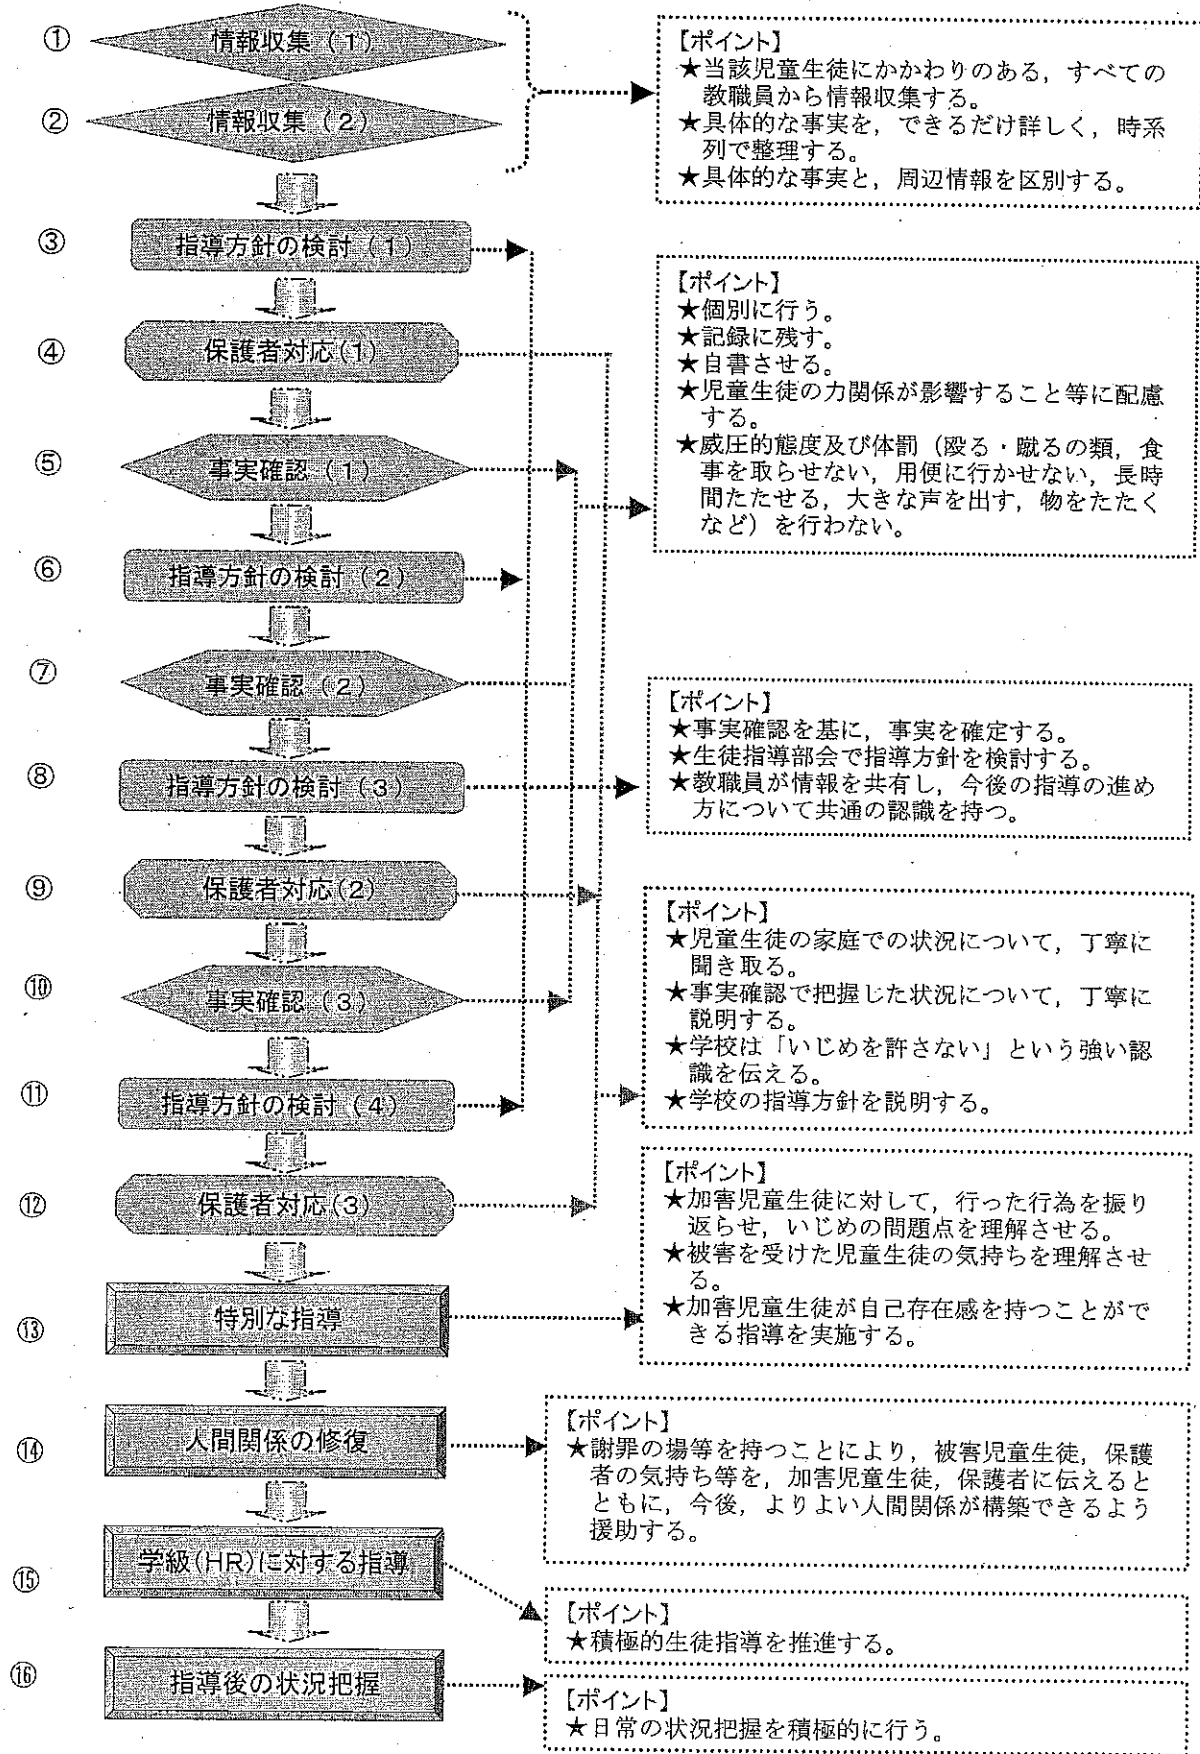 ① 情報収集（1）
② 情報収集（2）
【ポイント】
★当該児童生徒にかかわりのある，すべての
教職員から情報収集する。
★具体的な事実を，できるだけ詳しく，時系
列で整理する。
★具体的な事実と，周辺情報を区別する。
③ 指導方針の検討（1）
④ 保護者対応(1)
⑤ 事実確認（1）
【ポイント】
★個別に行う。
★記録に残す。
★自書させる。
★児童生徒の力関係が影響すること等に配慮
する。
★威圧的態度及び体罰（殴る・蹴るの類，食
事を取らせない，用便に行かせない，長時
間たたせる，大きな声を出す，物をたたく
など）を行わない。
⑥ 指導方針の検討（2）
⑦ 事実確認（2）
⑧ 指導方針の検討（3）
【ポイント】
★事実確認を基に，事実を確定する。
★生徒指導部会で指導方針を検討する。
★教職員が情報を共有し，今後の指導の進め
方について共通の認識を持つ。
⑨ 保護者対応(2)
⑩ 事実確認（3）
【ポイント】
★児童生徒の家庭での状況について，丁寧に
聞き取る。
★事実確認で把握した状況について，丁寧に
説明する。
★学校は「いじめを許さない」という強い認
識を伝える。
★学校の指導方針を説明する。
⑪ 指導方針の検討（4）
⑫ 保護者対応(3)
⑬ 特別な指導
【ポイント】
★加害児童生徒に対して，行った行為を振り
返らせ，いじめの問題点を理解させる。
★被害を受けた児童生徒の気持ちを理解させ
る。
★加害児童生徒が自己存在感を持つことがで
きる指導を実施する。
⑭ 人間関係の修復
【ポイント】
★謝罪の場等を持つことにより，被害児童生徒，保護
者の気持ち等を，加害児童生徒，保護者に伝えると
ともに，今後，よりよい人間関係が構築できるよう
援助する。
⑮ 学級(HR)に対する指導
【ポイント】
★積極的生徒指導を推進する。
⑯ 指導後の状況把握
【ポイント】
★日常の状況把握を積極的に行う。